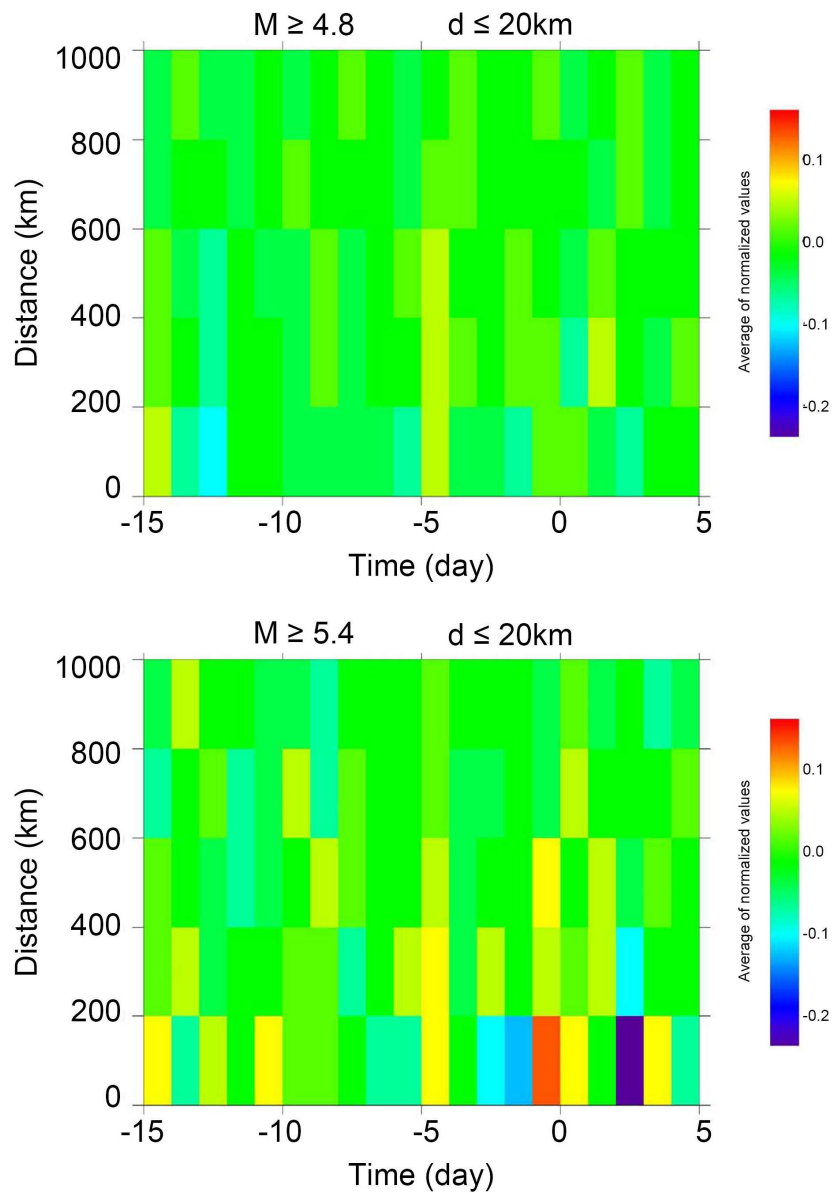 M ≥ 4.8 d ≤ 20km
1000
800
600
400
200
0
Distance (km)
-15 -10 -5 0 5
Time (day)
0.1
0.0
-0.1
-0.2
Average of normalized values
M ≥ 5.4 d ≤ 20km
1000
800
600
400
200
0
Distance (km)
-15 -10 -5 0 5
Time (day)
0.1
0.0
-0.1
-0.2
Average of normalized values